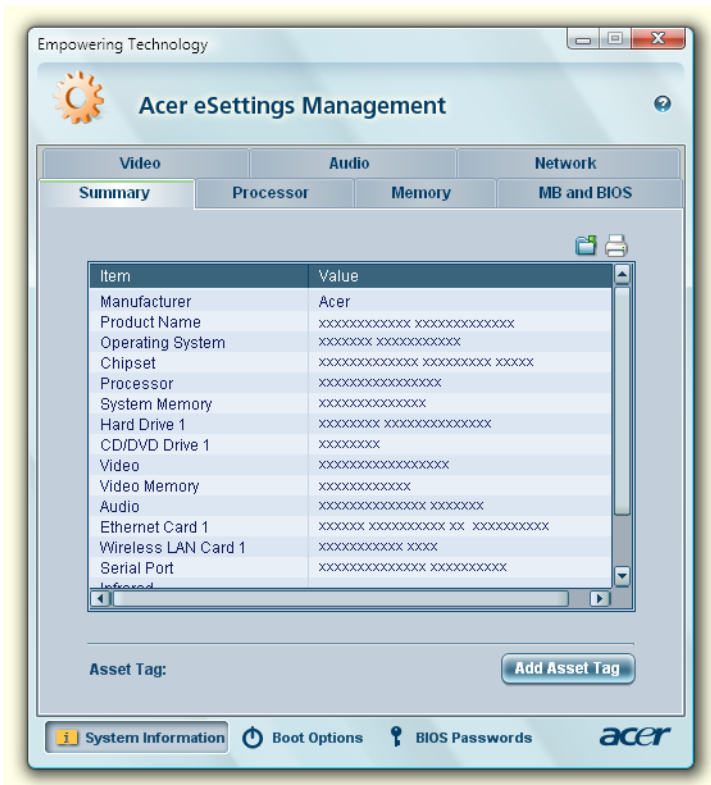 Empowering Technology
Acer eSettings Management
Video Audio Network
Summary Processor Memory MB and BIOS
Item Value
Manufacturer Acer
Product Name xxxxxxxxxxxx xxxxxxxxxxxxx
Operating System xxxxxxx xxxxxxxxxxx
Chipset xxxxxxxxxxxxx xxxxxxxxx xxxxx
Processor xxxxxxxxxxxxxxxx
System Memory xxxxxxxxxxxxxx
Hard Drive 1 xxxxxxxx xxxxxxxxxxxxxx
CD/DVD Drive 1 xxxxxxxx
Video xxxxxxxxxxxxxxxxx
Video Memory xxxxxxxxxxxx
Audio xxxxxxxxxxxxxx xxxxxxx
Ethernet Card 1 xxxxxx xxxxxxxxxx xx xxxxxxxxxx
Wireless LAN Card 1 xxxxxxxxxxx xxxx
Serial Port xxxxxxxxxxxxxx xxxxxxxxxx
Infrared
Asset Tag: Add Asset Tag
System Information Boot Options BIOS Passwords acer